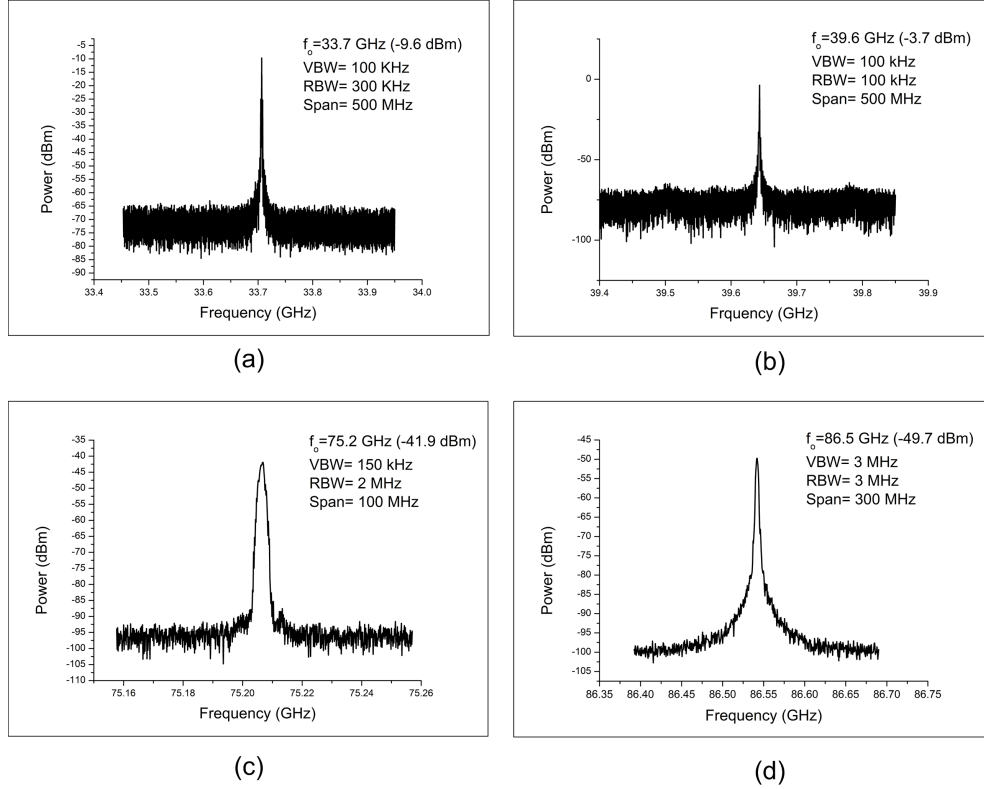 f₀=33.7 GHz (-9.6 dBm)
VBW= 100 KHz
RBW= 300 KHz
Span= 500 MHz
Power (dBm)
-5
-10
-15
-20
-25
-30
-35
-40
-45
-50
-55
-60
-65
-70
-75
-80
-85
-90
33.4 33.5 33.6 33.7 33.8 33.9 34.0
Frequency (GHz)
(a)
f₀=39.6 GHz (-3.7 dBm)
VBW= 100 kHz
RBW= 100 kHz
Span= 500 MHz
Power (dBm)
0
-50
-100
39.4 39.5 39.6 39.7 39.8 39.9
Frquency (GHz)
(b)
f₀=75.2 GHz (-41.9 dBm)
VBW= 150 kHz
RBW= 2 MHz
Span= 100 MHz
Power (dBm)
-35
-40
-45
-50
-55
-60
-65
-70
-75
-80
-85
-90
-95
-100
-105
-110
75.16 75.18 75.20 75.22 75.24 75.26
Frequency (GHz)
(c)
f₀=86.5 GHz (-49.7 dBm)
VBW= 3 MHz
RBW= 3 MHz
Span= 300 MHz
Power (dBm)
-45
-50
-55
-60
-65
-70
-75
-80
-85
-90
-95
-100
-105
86.35 86.40 86.45 86.50 86.55 86.60 86.65 86.70 86.75
Frequency (GHz)
(d)